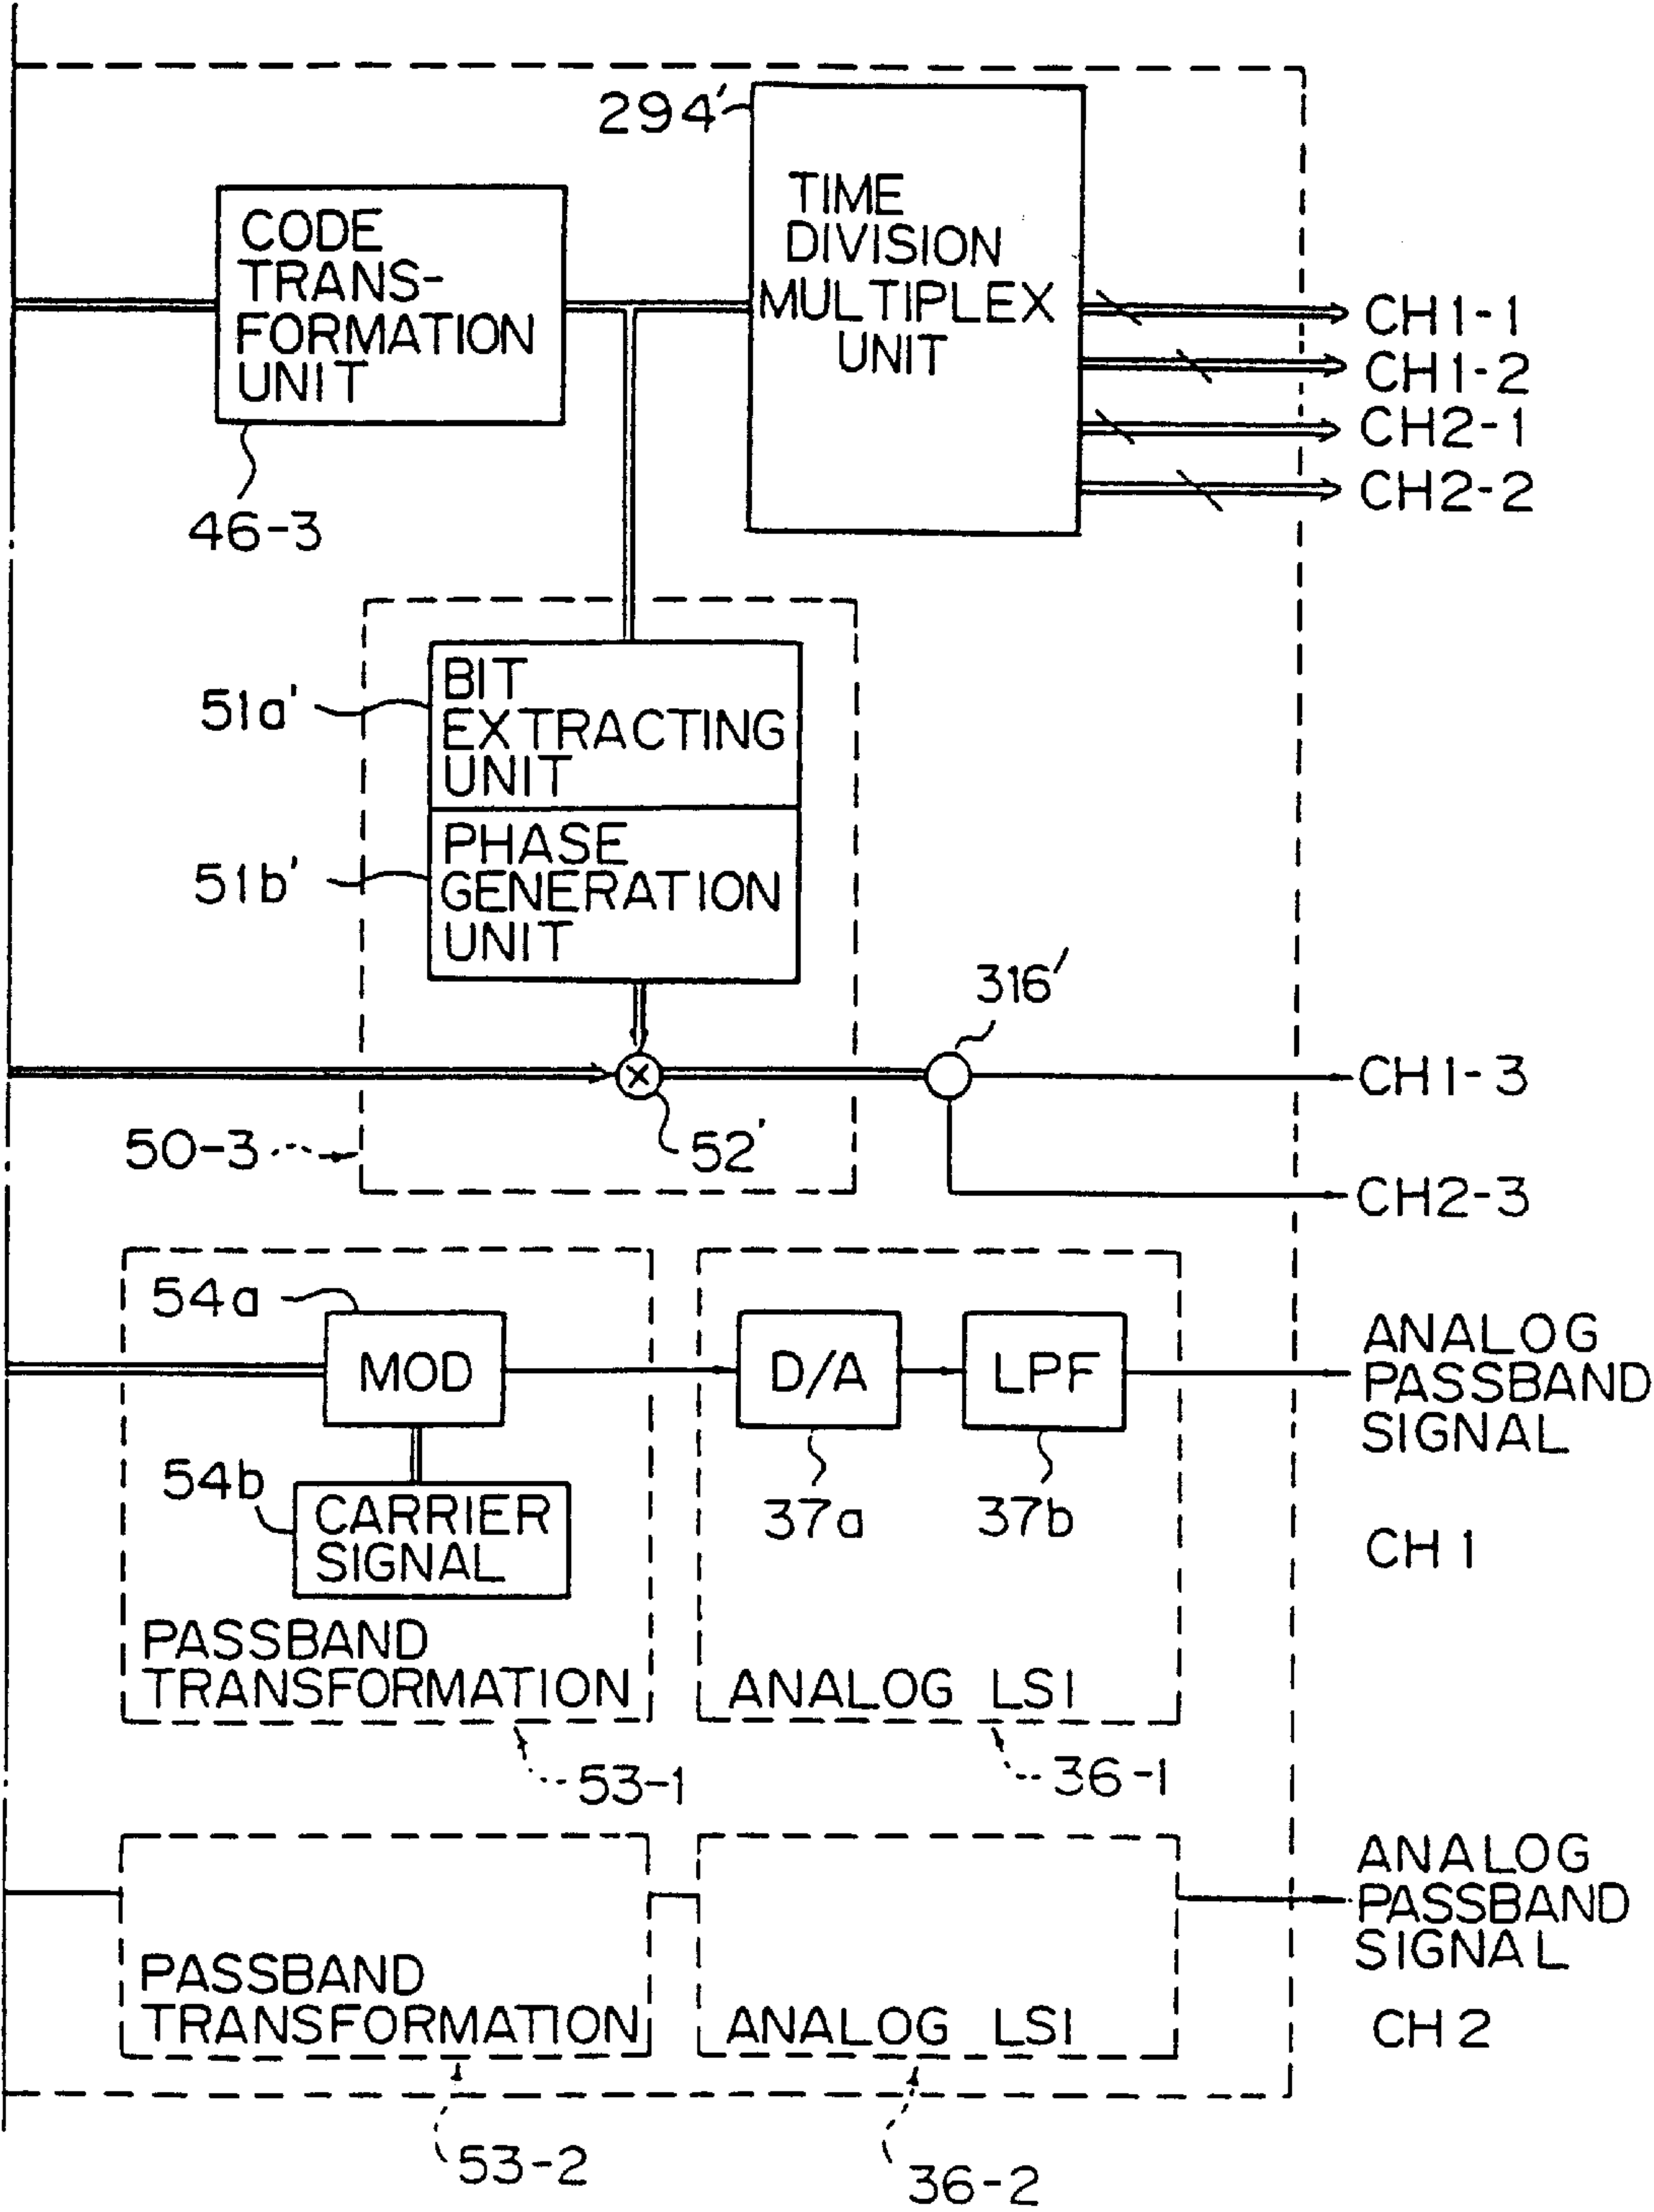 294'
TIME
DIVISION
MULTIPLEX
UNIT
CODE
TRANS-
FORMATION
UNIT
46-3
CH1-1
CH1-2
CH2-1
CH2-2
BIT
EXTRACTING
UNIT
51a'
PHASE
GENERATION
UNIT
51b'
316'
CH1-3
50-3
52'
CH2-3
54a
MOD
D/A
LPF
ANALOG
PASSBAND
SIGNAL
54b
CARRIER
SIGNAL
37a
37b
CH1
PASSBAND
TRANSFORMATION
ANALOG LSI
53-1
36-1
ANALOG
PASSBAND
SIGNAL
PASSBAND
TRANSFORMATION
ANALOG LSI
CH2
53-2
36-2